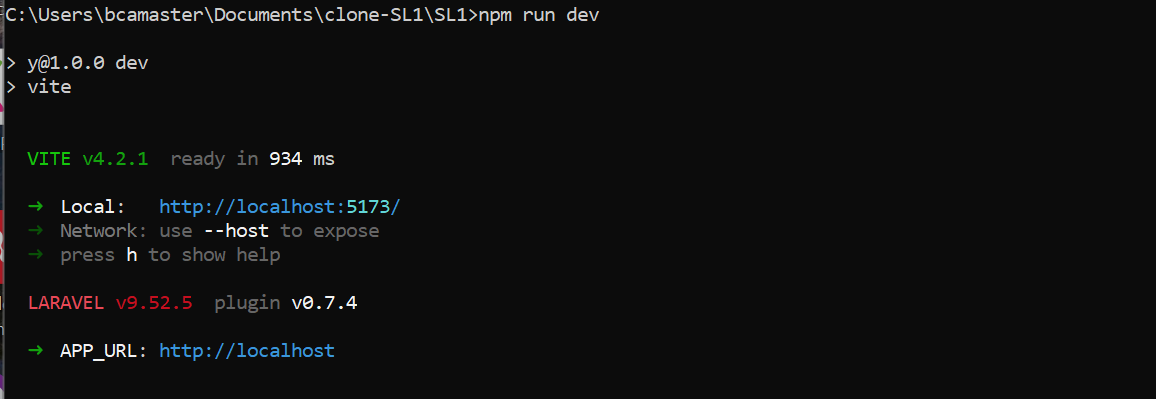 C:\Users\bcamaster\Documents\clone-SL1\SL1>npm run dev
> y@1.0.0 dev
> vite
VITE v4.2.1  ready in 934 ms
➜  Local:   http://localhost:5173/
➜  Network: use --host to expose
➜  press h to show help
LARAVEL v9.52.5  plugin v0.7.4
➜  APP_URL: http://localhost